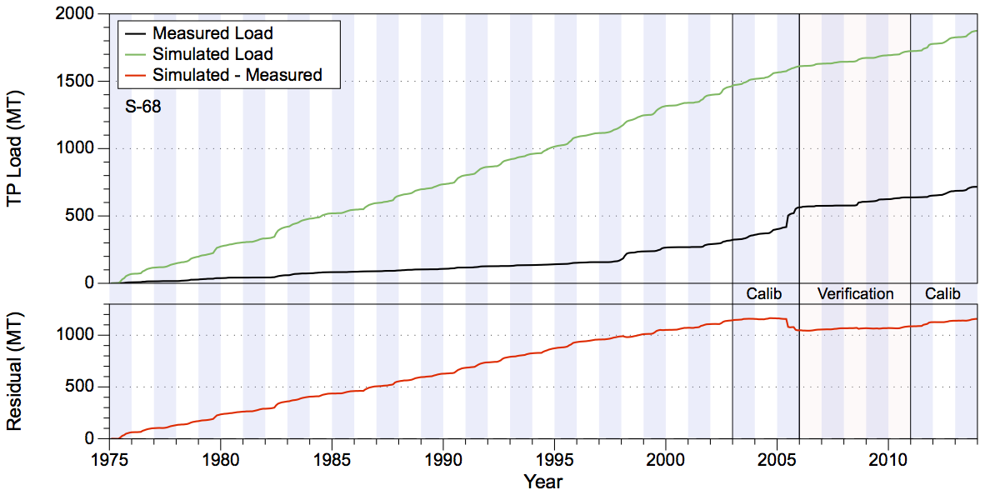 2000
Measured Load
Simulated Load
Simulated - Measured
1500
S-68
TP Load (MT)
1000
500
0
Calib Verification Calib
1000
Residual (MT)
500
0
1975 1980 1985 1990 1995 2000 2005 2010
Year